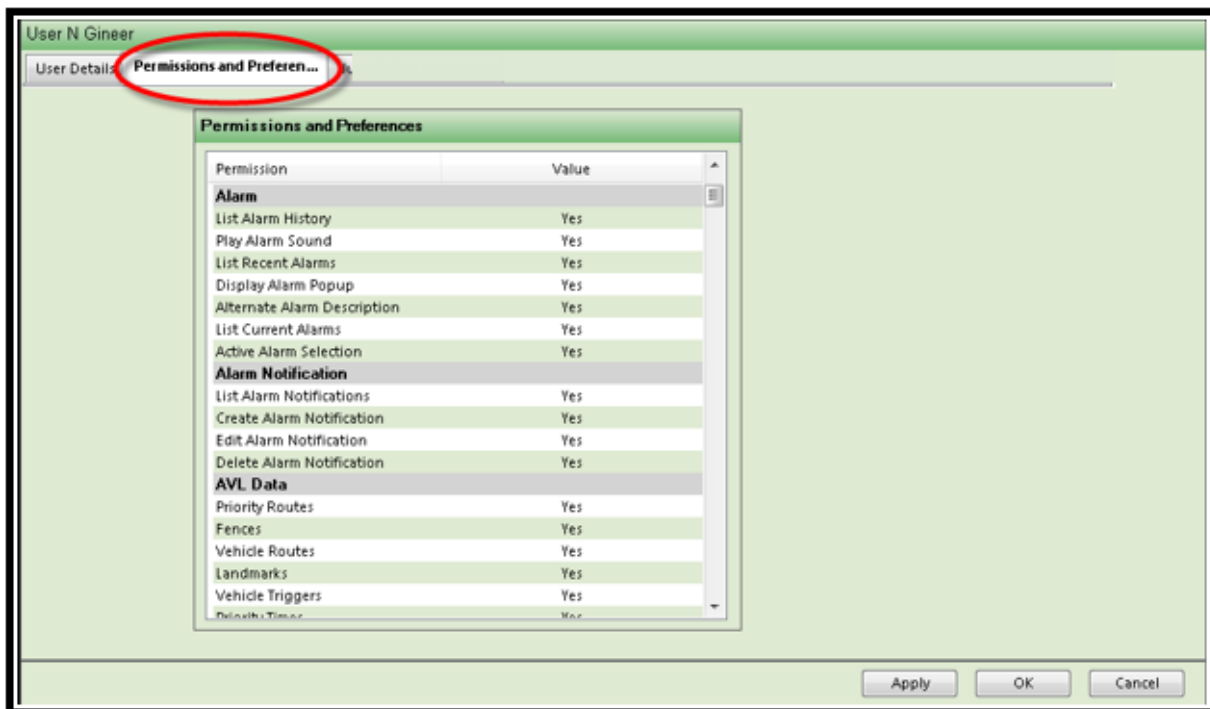 User N Gineer
User Details Permissions and Preferen...
Permissions and Preferences
Permission Value
Alarm
List Alarm History Yes
Play Alarm Sound Yes
List Recent Alarms Yes
Display Alarm Popup Yes
Alternate Alarm Description Yes
List Current Alarms Yes
Active Alarm Selection Yes
Alarm Notification
List Alarm Notifications Yes
Create Alarm Notification Yes
Edit Alarm Notification Yes
Delete Alarm Notification Yes
AVL Data
Priority Routes Yes
Fences Yes
Vehicle Routes Yes
Landmarks Yes
Vehicle Triggers Yes
Priority Times Yes
Apply OK Cancel